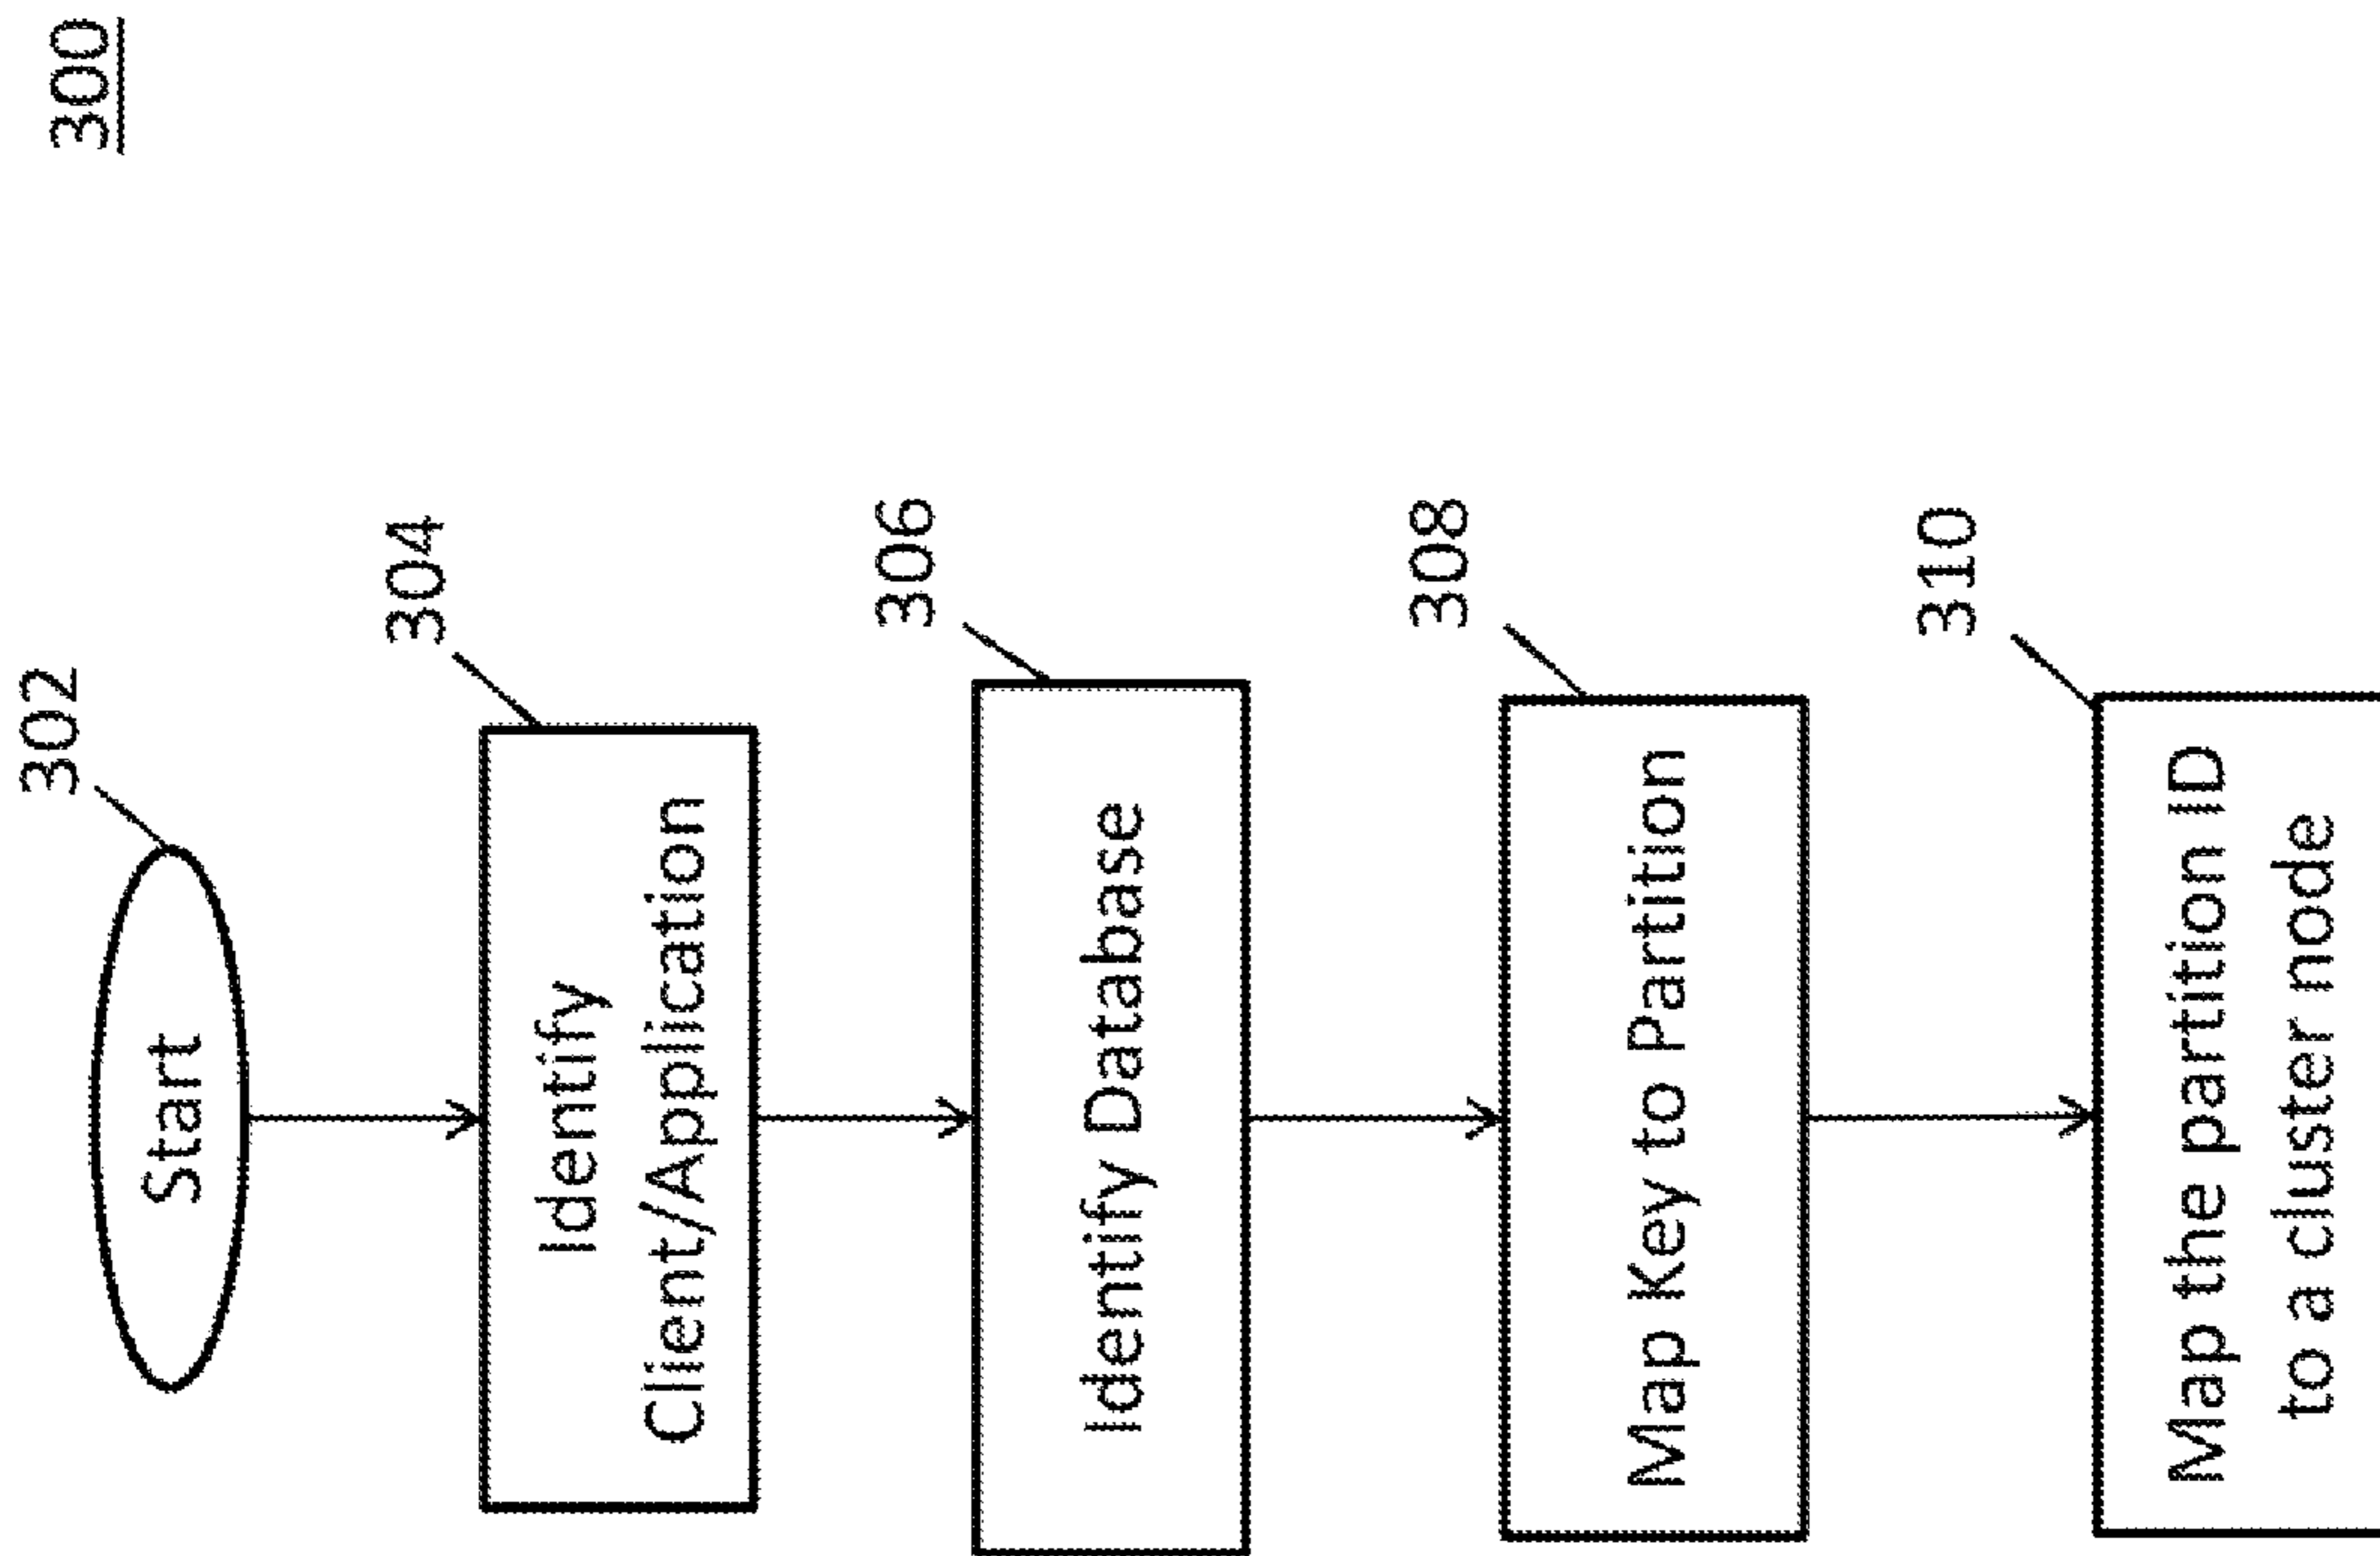 300
302
Start
304
Identify
Client/Application
306
Identify Database
308
Map Key to Partition
310
Map the partition ID
to a cluster node